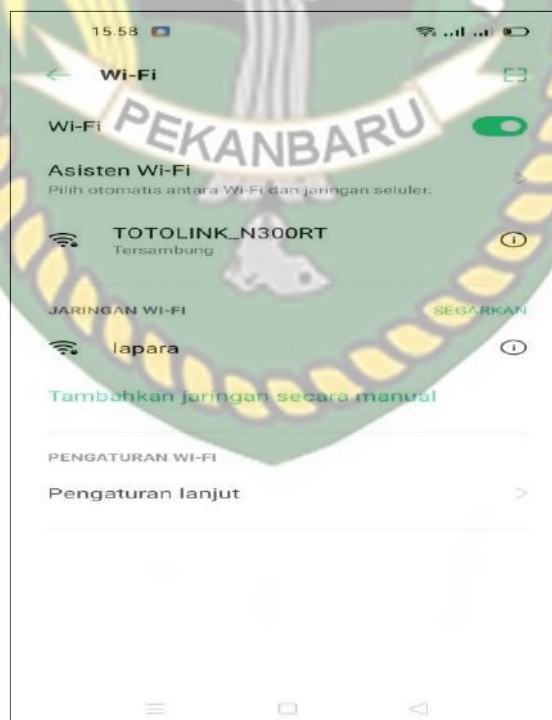 15.58
Wi-Fi
PEKANBARU
Wi-Fi
Asisten Wi-Fi
Pilih otomatis antara Wi-Fi dan jaringan seluler.
TOTOLINK_N300RT
Tersambung
JARINGAN WI-FI
SEGARKAN
lapara
Tambahkan jaringan secara manual
PENGATURAN WI-FI
Pengaturan lanjut